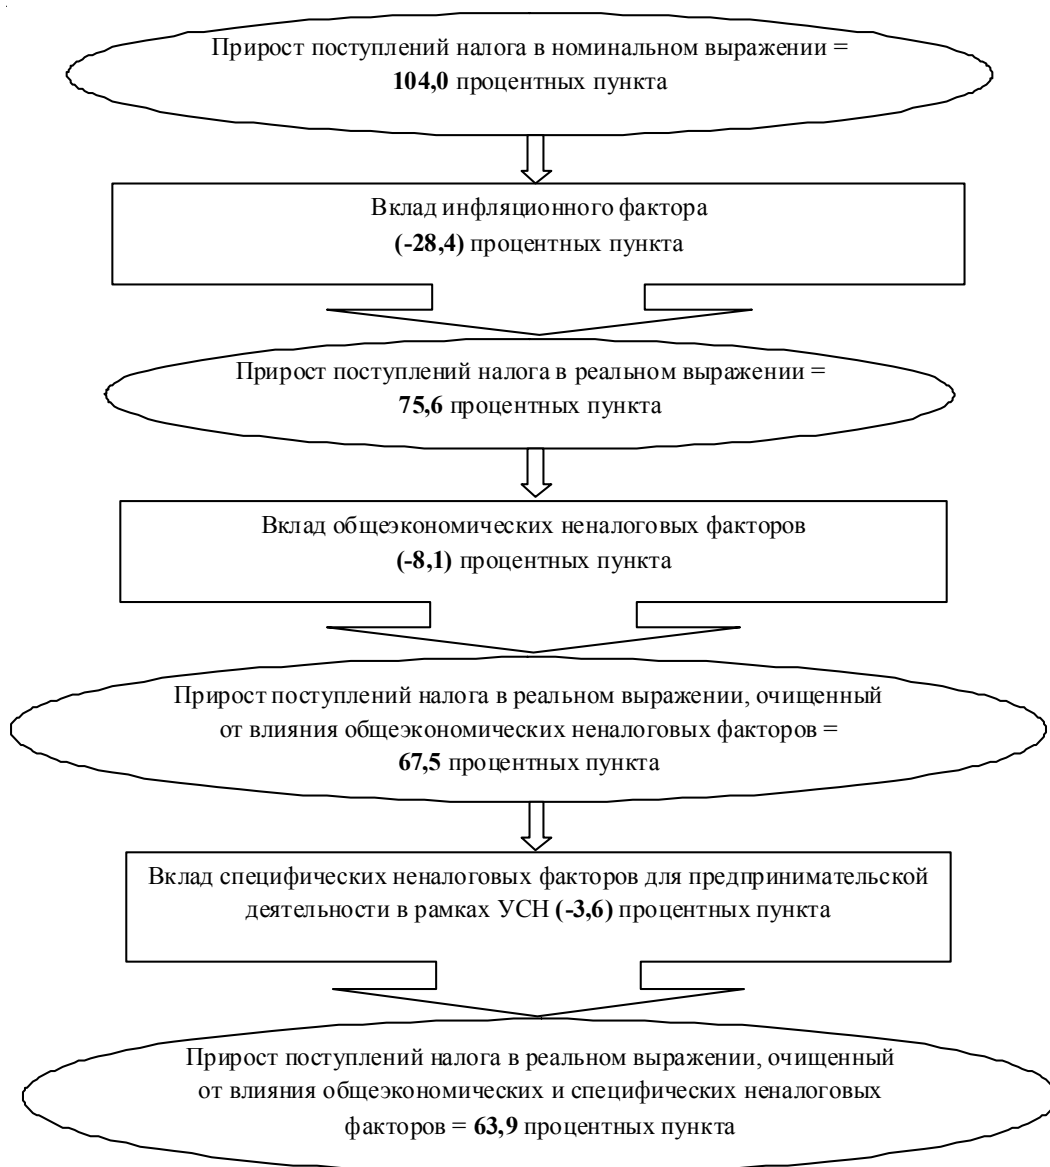 Прирост поступлений налога в номинальном выражении =
104,0 процентных пункта
Вклад инфляционного фактора
(-28,4) процентных пункта
Прирост поступлений налога в реальном выражении =
75,6 процентных пункта
Вклад общеэкономических неналоговых факторов
(-8,1) процентных пункта
Прирост поступлений налога в реальном выражении, очищенный
от влияния общеэкономических неналоговых факторов =
67,5 процентных пункта
Вклад специфических неналоговых факторов для предпринимательской
деятельности в рамках УСН (-3,6) процентных пункта
Прирост поступлений налога в реальном выражении, очищенный
от влияния общеэкономических и специфических неналоговых
факторов = 63,9 процентных пункта